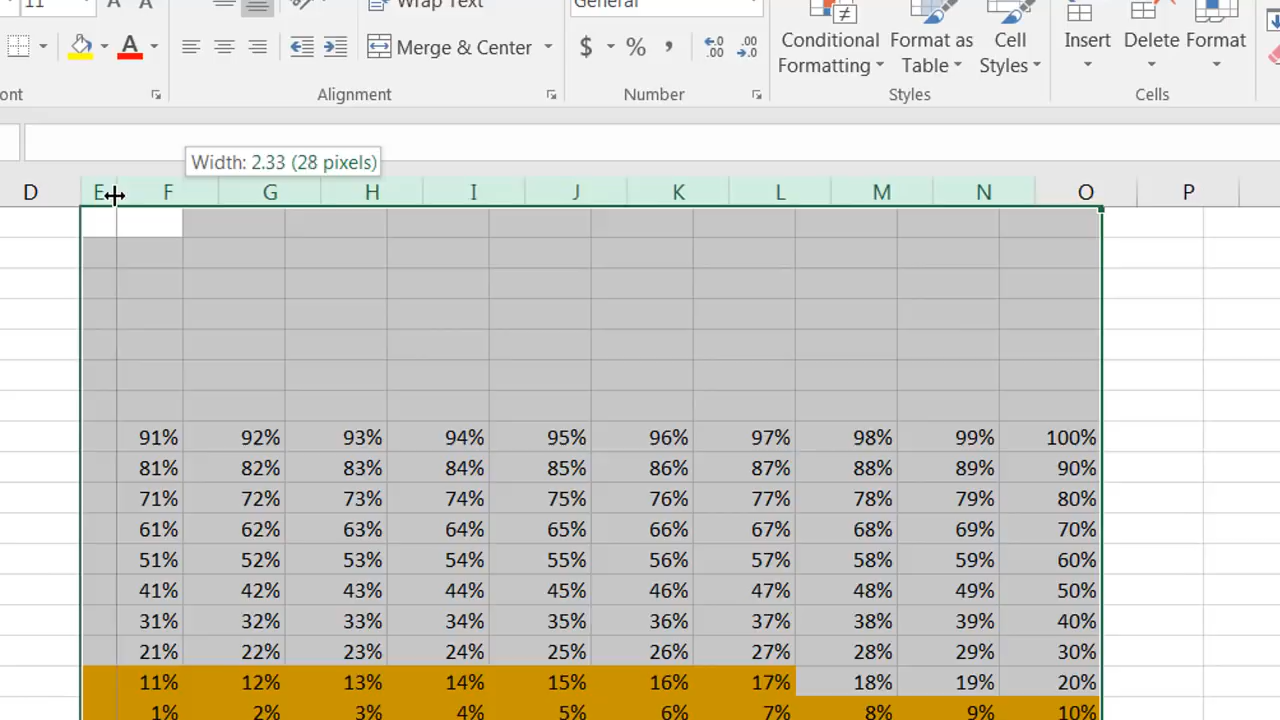 11 A A Wrap Text General
A Merge & Center $ % , .0 .00 .00 .0 Conditional Formatting Format as Table Cell Styles Insert Delete Format
ont Alignment Number Styles Cells
Width: 2.33 (28 pixels)
D E F G H I J K L M N O P
91% 92% 93% 94% 95% 96% 97% 98% 99% 100%
81% 82% 83% 84% 85% 86% 87% 88% 89% 90%
71% 72% 73% 74% 75% 76% 77% 78% 79% 80%
61% 62% 63% 64% 65% 66% 67% 68% 69% 70%
51% 52% 53% 54% 55% 56% 57% 58% 59% 60%
41% 42% 43% 44% 45% 46% 47% 48% 49% 50%
31% 32% 33% 34% 35% 36% 37% 38% 39% 40%
21% 22% 23% 24% 25% 26% 27% 28% 29% 30%
11% 12% 13% 14% 15% 16% 17% 18% 19% 20%
1% 2% 3% 4% 5% 6% 7% 8% 9% 10%